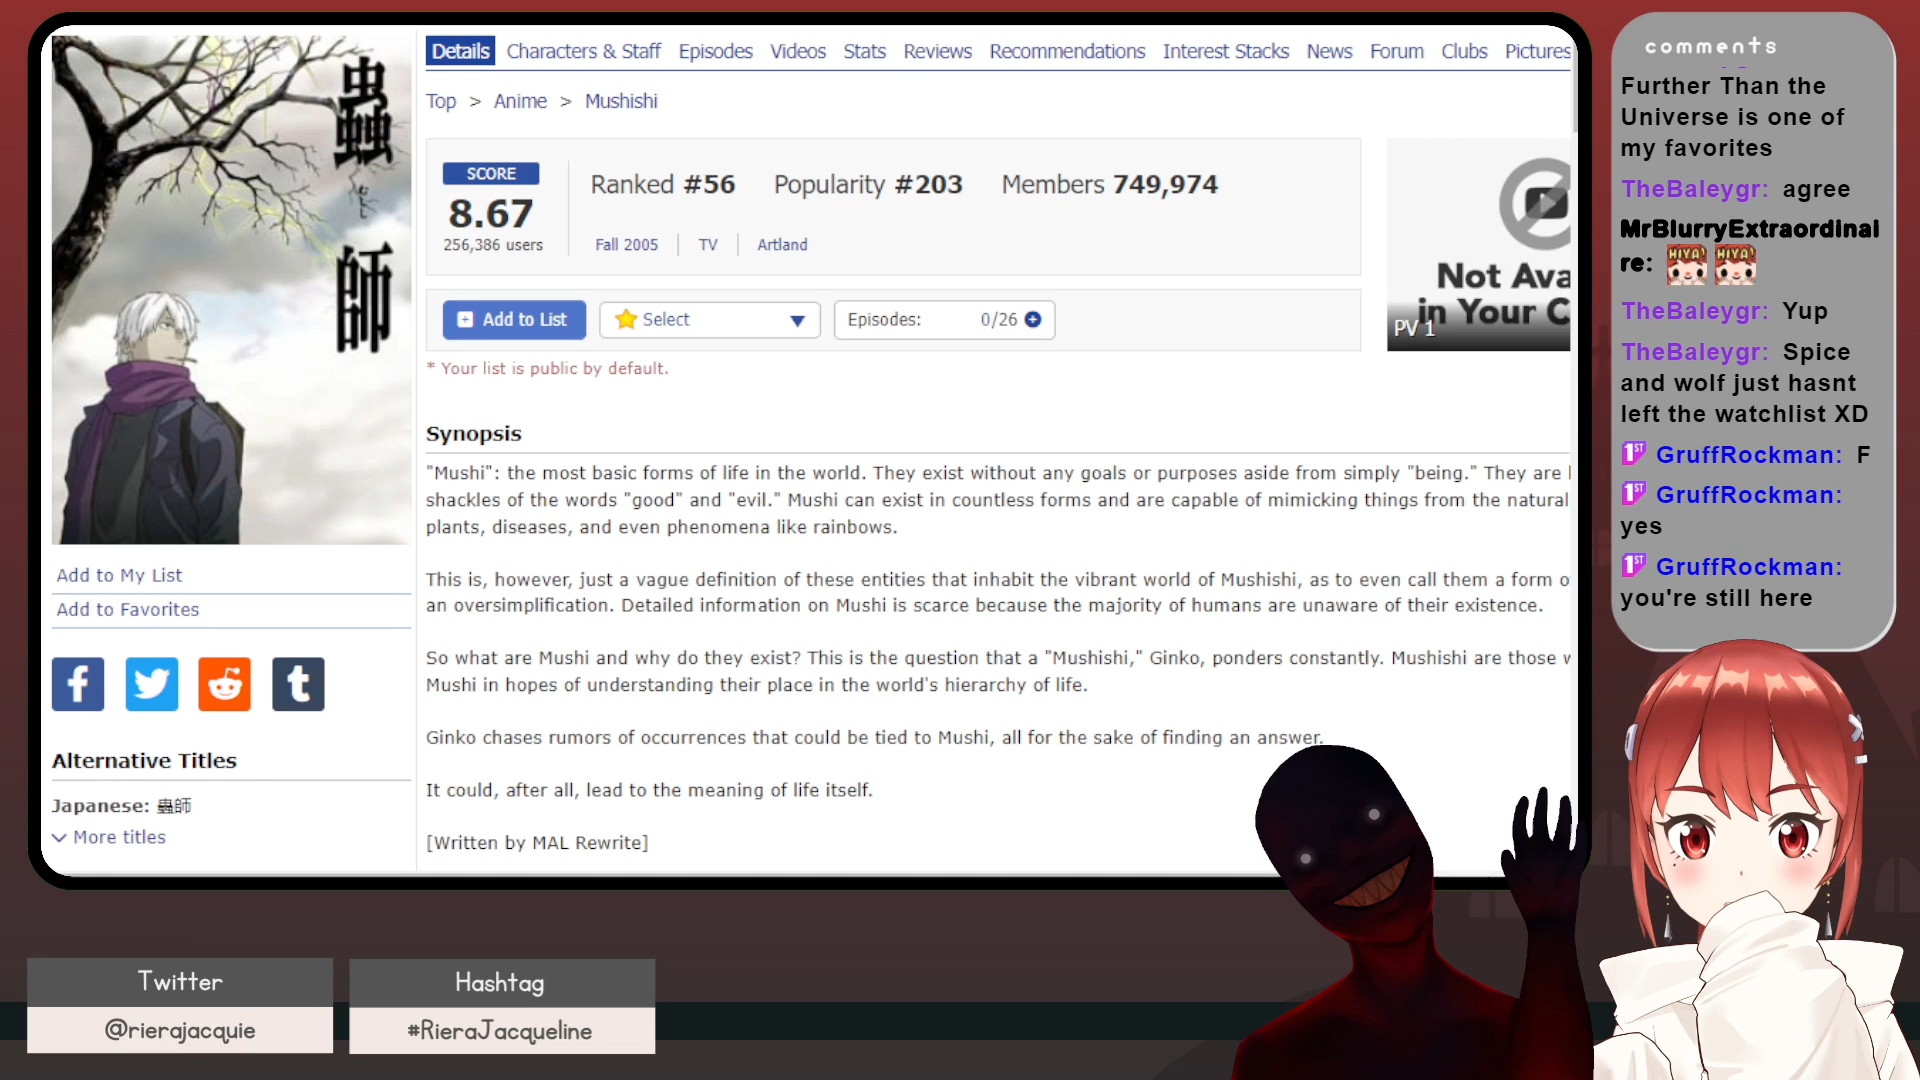 蟲
師
Details Characters & Staff Episodes Videos Stats Reviews Recommendations Interest Stacks News Forum Clubs Pictures
Top > Anime > Mushishi
SCORE
8.67
256,386 users
Ranked #56 Popularity #203 Members 749,974
Fall 2005 TV Artland
Add to List Select Episodes: 0/26
* Your list is public by default.
Not Ava
in Your C
PV 1
Synopsis
"Mushi": the most basic forms of life in the world. They exist without any goals or purposes aside from simply "being." They are
shackles of the words "good" and "evil." Mushi can exist in countless forms and are capable of mimicking things from the natural
plants, diseases, and even phenomena like rainbows.
This is, however, just a vague definition of these entities that inhabit the vibrant world of Mushishi, as to even call them a form o
an oversimplification. Detailed information on Mushi is scarce because the majority of humans are unaware of their existence.
So what are Mushi and why do they exist? This is the question that a "Mushishi," Ginko, ponders constantly. Mushishi are those w
Mushi in hopes of understanding their place in the world's hierarchy of life.
Ginko chases rumors of occurrences that could be tied to Mushi, all for the sake of finding an answer.
It could, after all, lead to the meaning of life itself.
[Written by MAL Rewrite]
Add to My List
Add to Favorites
f t
Alternative Titles
Japanese: 蟲師
More titles
comments
Further Than the
Universe is one of
my favorites
TheBaleygr: agree
MrBlurryExtraordinai
re: HIYA! HIYA!
TheBaleygr: Yup
TheBaleygr: Spice
and wolf just hasnt
left the watchlist XD
1ST GruffRockman: F
1ST GruffRockman:
yes
1ST GruffRockman:
you're still here
Twitter
@rierajacquie
Hashtag
#RieraJacqueline